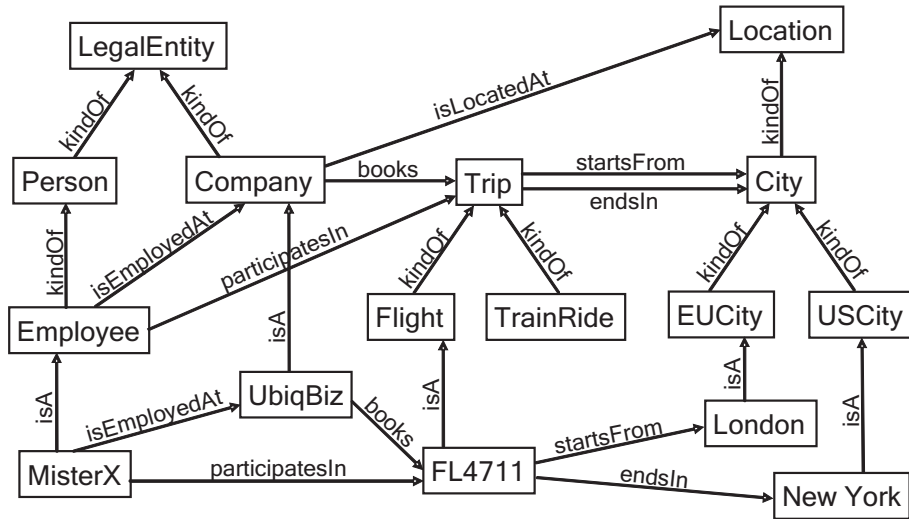 LegalEntity
Location
kindOf
kindOf
isLocatedAt
kindOf
Person
Company
books
Trip
startsFrom
endsIn
City
kindOf
isEmployedAt
participatesIn
kindOf
kindOf
kindOf
kindOf
Employee
isA
Flight
TrainRide
EUCity
USCity
isA
isEmployedAt
UbiqBiz
books
isA
isA
isA
startsFrom
London
MisterX
participatesIn
FL4711
endsIn
New York